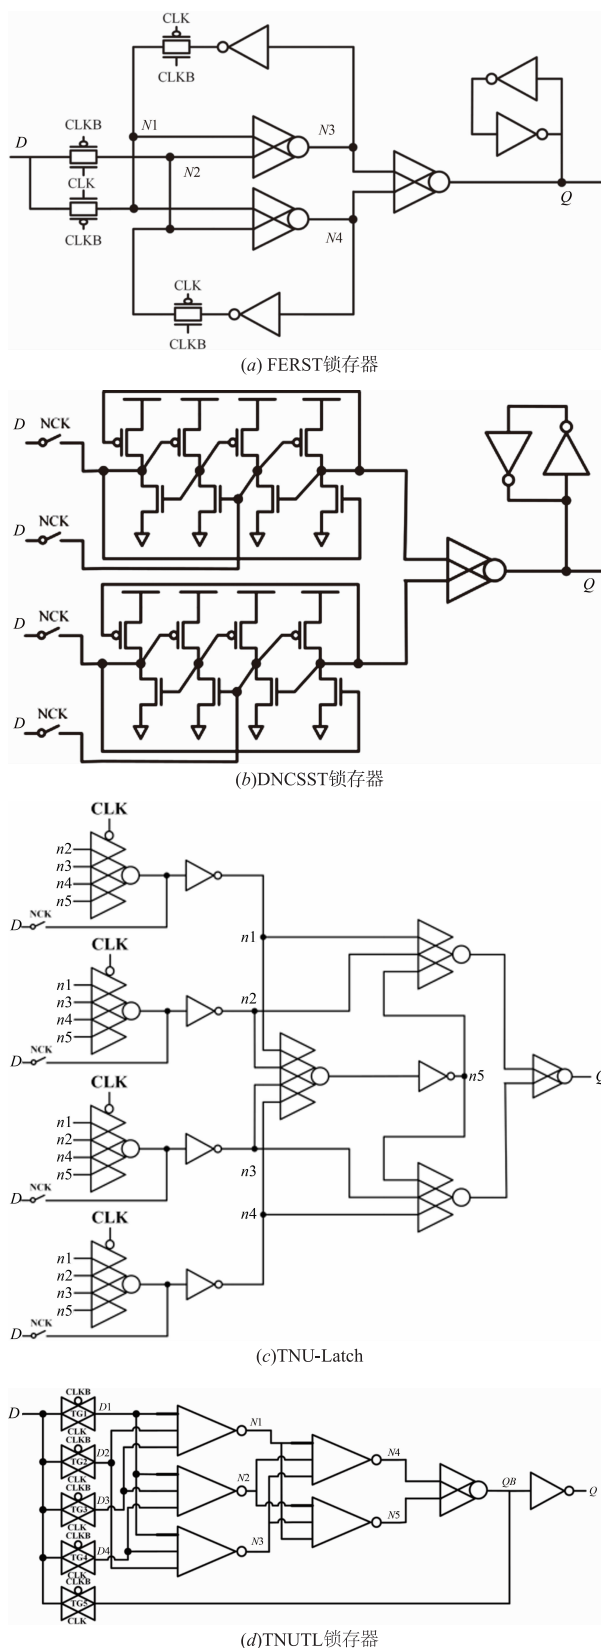 CLK
CLKB
N1
N3
CLKB
D
N2
CLK
Q
N4
CLKB
CLK
CLKB
(a) FERST锁存器
D NCK
D NCK
Q
D NCK
D NCK
(b)DNCSST锁存器
CLK
n2
n3
n4
n5
D NCK
n1
CLK
n1
n3
n4
n5
n2
D NCK
n5
Q
CLK
n1
n2
n4
n5
n3
D NCK
n4
CLK
n1
n2
n3
n5
D NCK
(c)TNU-Latch
CLKB
D TG1 D1
CLK
N1
CLKB
N4
TG2 D2
CLK
QB
Q
CLKB
N2
TG3 D3
CLK
N5
CLKB
N3
TG4 D4
CLK
CLKB
TG5
CLK
(d)TNUTL锁存器